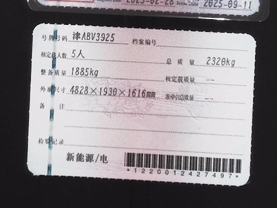 2025-02-28 2025-09-11
号牌号码 津ABV3925 档案编号
核定载人数 5人 总质量 2320kg
整备质量 1885kg 核定载质量 --
外廓尺寸 4828×1930×1616mm 准牵引总质量 --
备注 --
检验记录
新能源/电
*1220012427497*